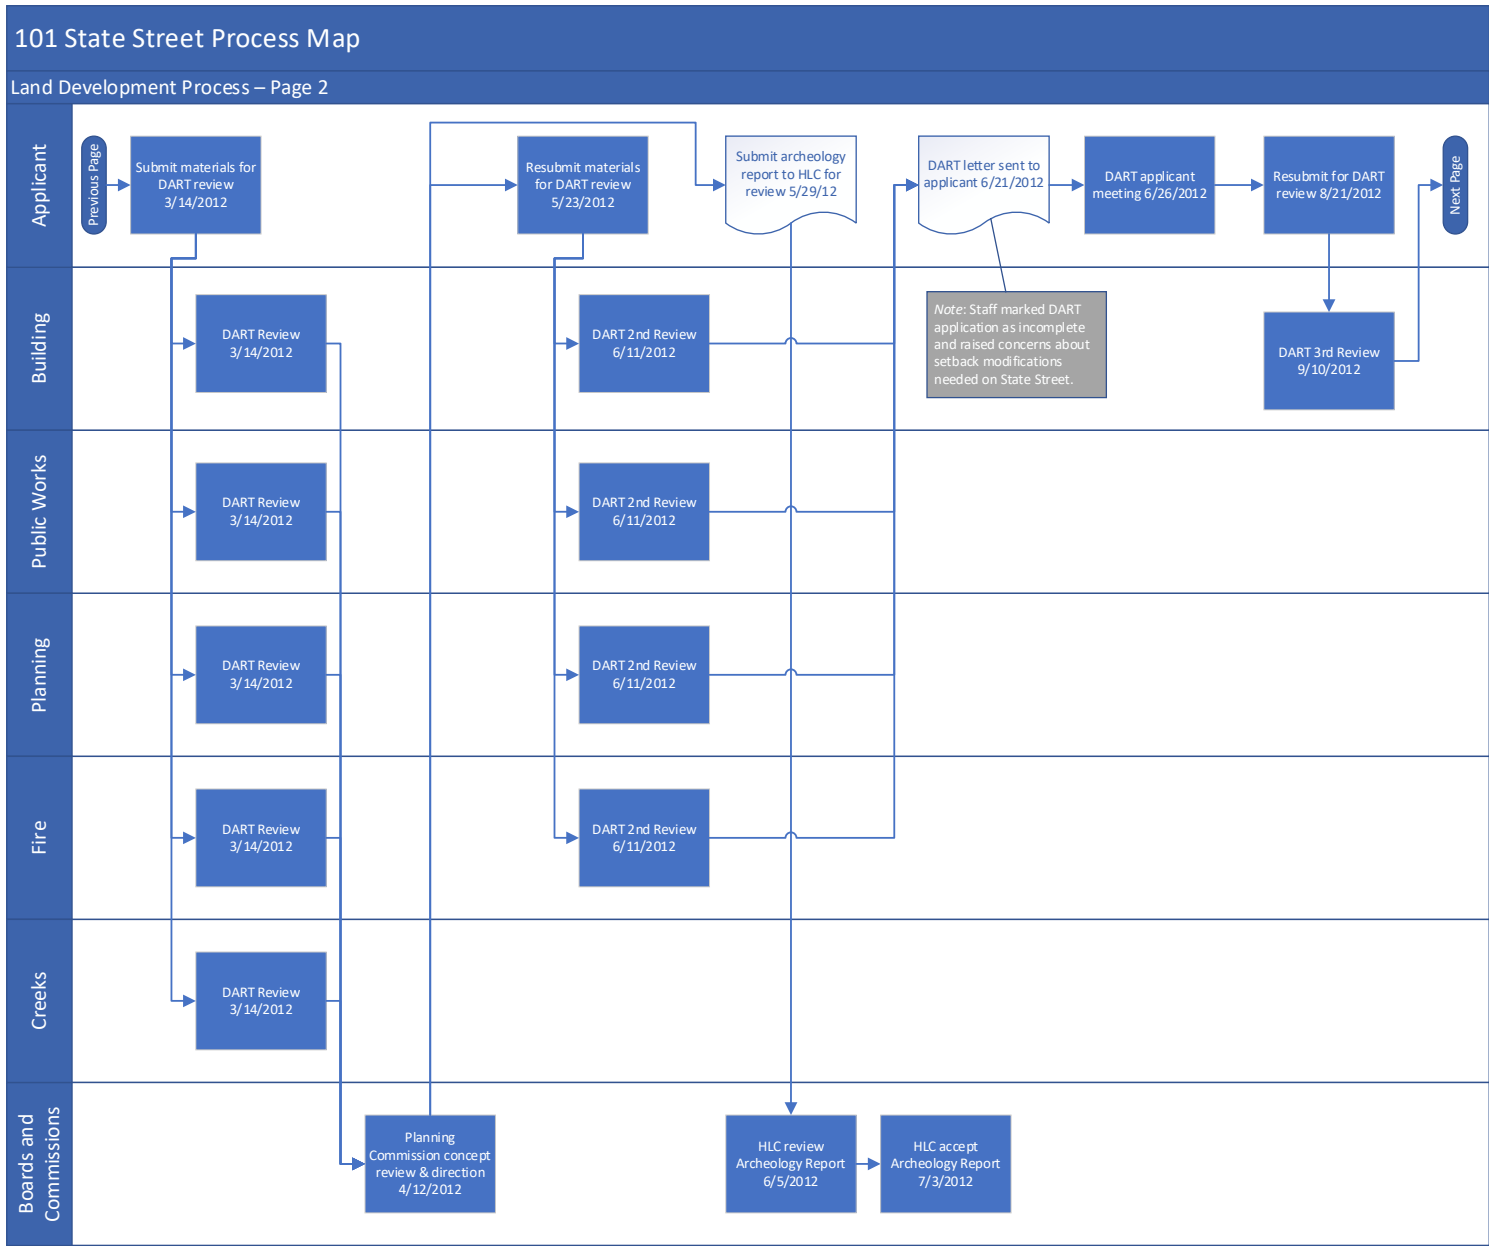 101 State Street Process Map
Land Development Process – Page 2
Applicant
Previous Page
Submit materials for
DART review
3/14/2012
Resubmit materials
for DART review
5/23/2012
Submit archeology
report to HLC for
review 5/29/12
DART letter sent to
applicant 6/21/2012
DART applicant
meeting 6/26/2012
Resubmit for DART
review 8/21/2012
Next Page
Building
DART Review
3/14/2012
DART 2nd Review
6/11/2012
Note: Staff marked DART
application as incomplete
and raised concerns about
setback modifications
needed on State Street.
DART 3rd Review
9/10/2012
Public Works
DART Review
3/14/2012
DART 2nd Review
6/11/2012
Planning
DART Review
3/14/2012
DART 2nd Review
6/11/2012
Fire
DART Review
3/14/2012
DART 2nd Review
6/11/2012
Creeks
DART Review
3/14/2012
Boards and
Commissions
Planning
Commission concept
review & direction
4/12/2012
HLC review
Archeology Report
6/5/2012
HLC accept
Archeology Report
7/3/2012